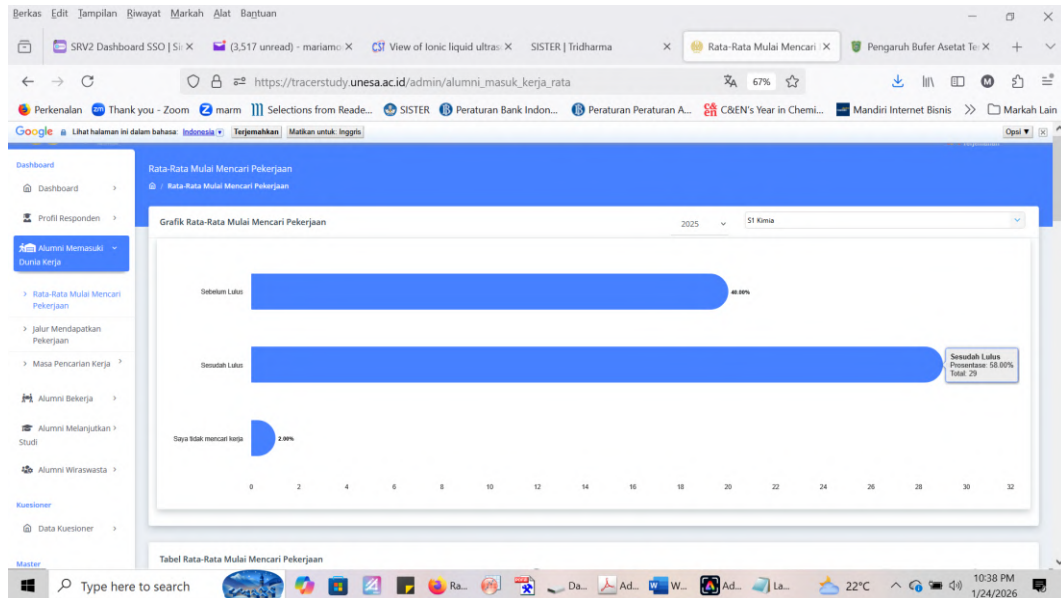 Berkas Edit Tampilan Riwayat Markah Alat Bantuan
SRV2 Dashboard SSO | Si
(3,517 unread) - mariamo
View of Ionic liquid ultras
SISTER | Tridharma
Rata-Rata Mulai Mencari
Pengaruh Bufer Asetat Te
https://tracerstudy.unesa.ac.id/admin/alumni_masuk_kerja_rata
67%
Perkenalan
Thank you - Zoom
marm
Selections from Reade...
SISTER
Peraturan Bank Indon...
Peraturan Peraturan A...
C&EN's Year in Chemi...
Mandiri Internet Bisnis
Markah Lain
Google Lihat halaman ini dalam bahasa: Indonesia Terjemahkan Matikan untuk: Inggris
Opsi
Dashboard
Dashboard
Profil Responden
Alumni Memasuki
Dunia Kerja
Rata-Rata Mulai Mencari
Pekerjaan
Jalur Mendapatkan
Pekerjaan
Masa Pencarian Kerja
Alumni Bekerja
Alumni Melanjutkan
Studi
Alumni Wiraswasta
Kuesioner
Data Kuesioner
Master
Rata-Rata Mulai Mencari Pekerjaan
/ Rata-Rata Mulai Mencari Pekerjaan
Grafik Rata-Rata Mulai Mencari Pekerjaan
2025
S1 Kimia
Sebelum Lulus
40.00%
Sesudah Lulus
Sesudah Lulus
Prosentase: 58.00%
Total: 29
Saya tidak mencari kerja
2.00%
0 2 4 6 8 10 12 14 16 18 20 22 24 26 28 30 32
Tabel Rata-Rata Mulai Mencari Pekerjaan
Type here to search
Ra...
Da...
Ad...
W...
Ad...
La...
22°C
10:38 PM
1/24/2026